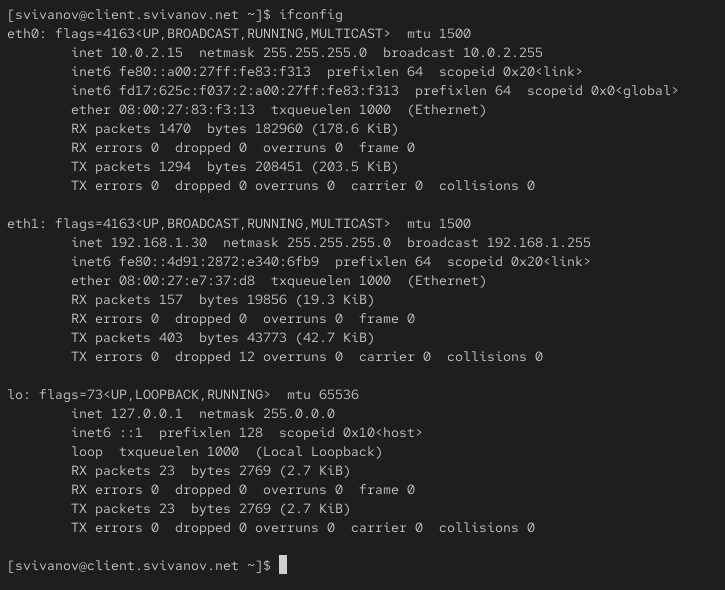 [svivanov@client.svivanov.net ~]$ ifconfig
eth0: flags=4163<UP,BROADCAST,RUNNING,MULTICAST>  mtu 1500
        inet 10.0.2.15  netmask 255.255.255.0  broadcast 10.0.2.255
        inet6 fe80::a00:27ff:fe83:f313  prefixlen 64  scopeid 0x20<link>
        inet6 fd17:625c:f037:2:a00:27ff:fe83:f313  prefixlen 64  scopeid 0x0<global>
        ether 08:00:27:83:f3:13  txqueuelen 1000  (Ethernet)
        RX packets 1470  bytes 182960 (178.6 KiB)
        RX errors 0  dropped 0  overruns 0  frame 0
        TX packets 1294  bytes 208451 (203.5 KiB)
        TX errors 0  dropped 0 overruns 0  carrier 0  collisions 0

eth1: flags=4163<UP,BROADCAST,RUNNING,MULTICAST>  mtu 1500
        inet 192.168.1.30  netmask 255.255.255.0  broadcast 192.168.1.255
        inet6 fe80::4d91:2872:e340:6fb9  prefixlen 64  scopeid 0x20<link>
        ether 08:00:27:e7:37:d8  txqueuelen 1000  (Ethernet)
        RX packets 157  bytes 19856 (19.3 KiB)
        RX errors 0  dropped 0  overruns 0  frame 0
        TX packets 403  bytes 43773 (42.7 KiB)
        TX errors 0  dropped 12 overruns 0  carrier 0  collisions 0

lo: flags=73<UP,LOOPBACK,RUNNING>  mtu 65536
        inet 127.0.0.1  netmask 255.0.0.0
        inet6 ::1  prefixlen 128  scopeid 0x10<host>
        loop  txqueuelen 1000  (Local Loopback)
        RX packets 23  bytes 2769 (2.7 KiB)
        RX errors 0  dropped 0  overruns 0  frame 0
        TX packets 23  bytes 2769 (2.7 KiB)
        TX errors 0  dropped 0 overruns 0  carrier 0  collisions 0

[svivanov@client.svivanov.net ~]$